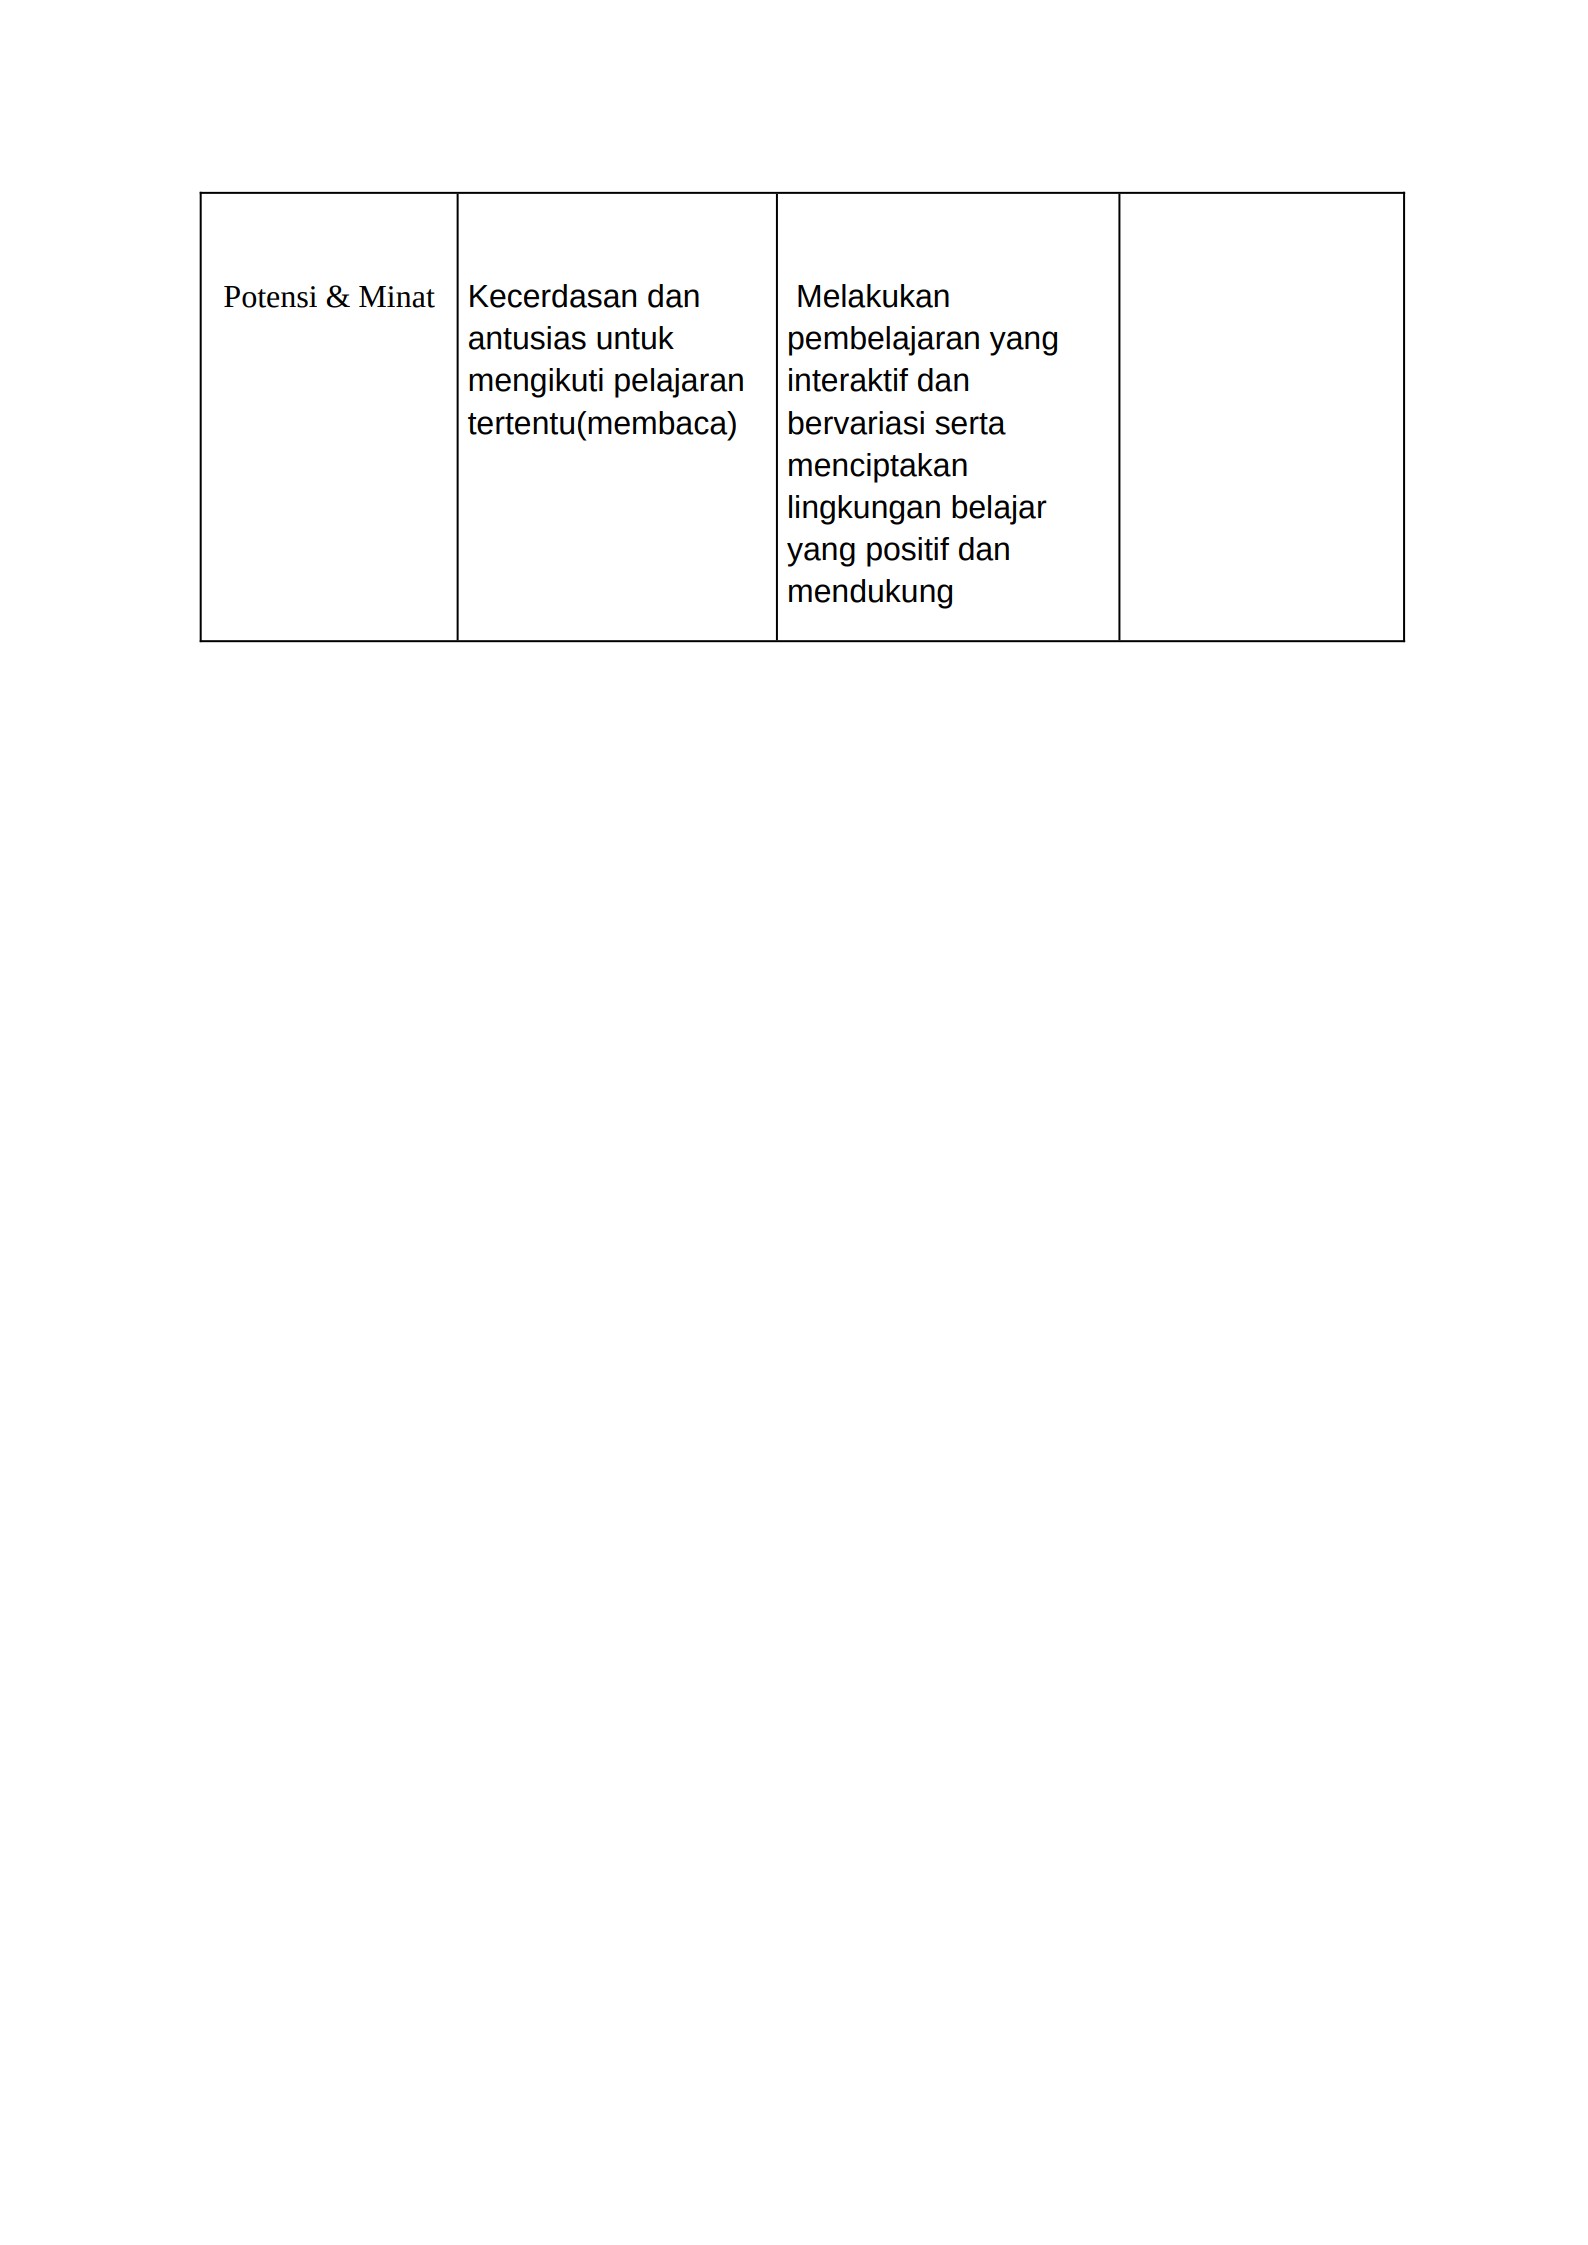 Potensi & Minat
Kecerdasan dan
antusias untuk
mengikuti pelajaran
tertentu(membaca)
Melakukan
pembelajaran yang
interaktif dan
bervariasi serta
menciptakan
lingkungan belajar
yang positif dan
mendukung